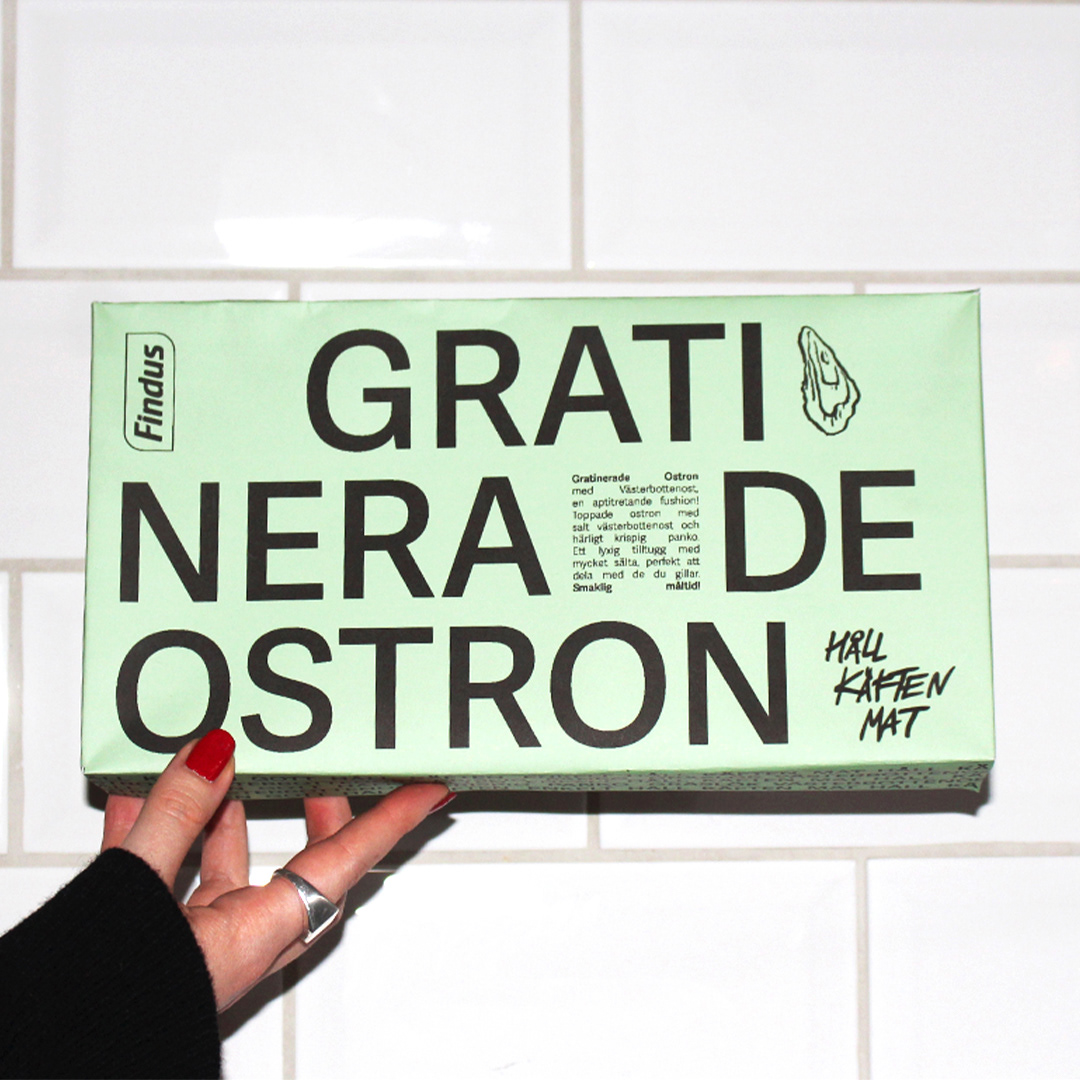 Findus
GRATI
NERA DE
OSTRON
Gratinerade Ostron
med Västerbottenost,
en aptitretande fushion!
Toppade ostron med
salt västerbottenost och
härligt krispig panko.
Ett lyxig tilltugg med
mycket sälta, perfekt att
dela med de du gillar.
Smaklig måltid!
HÅLL
KÄFTEN
MAT